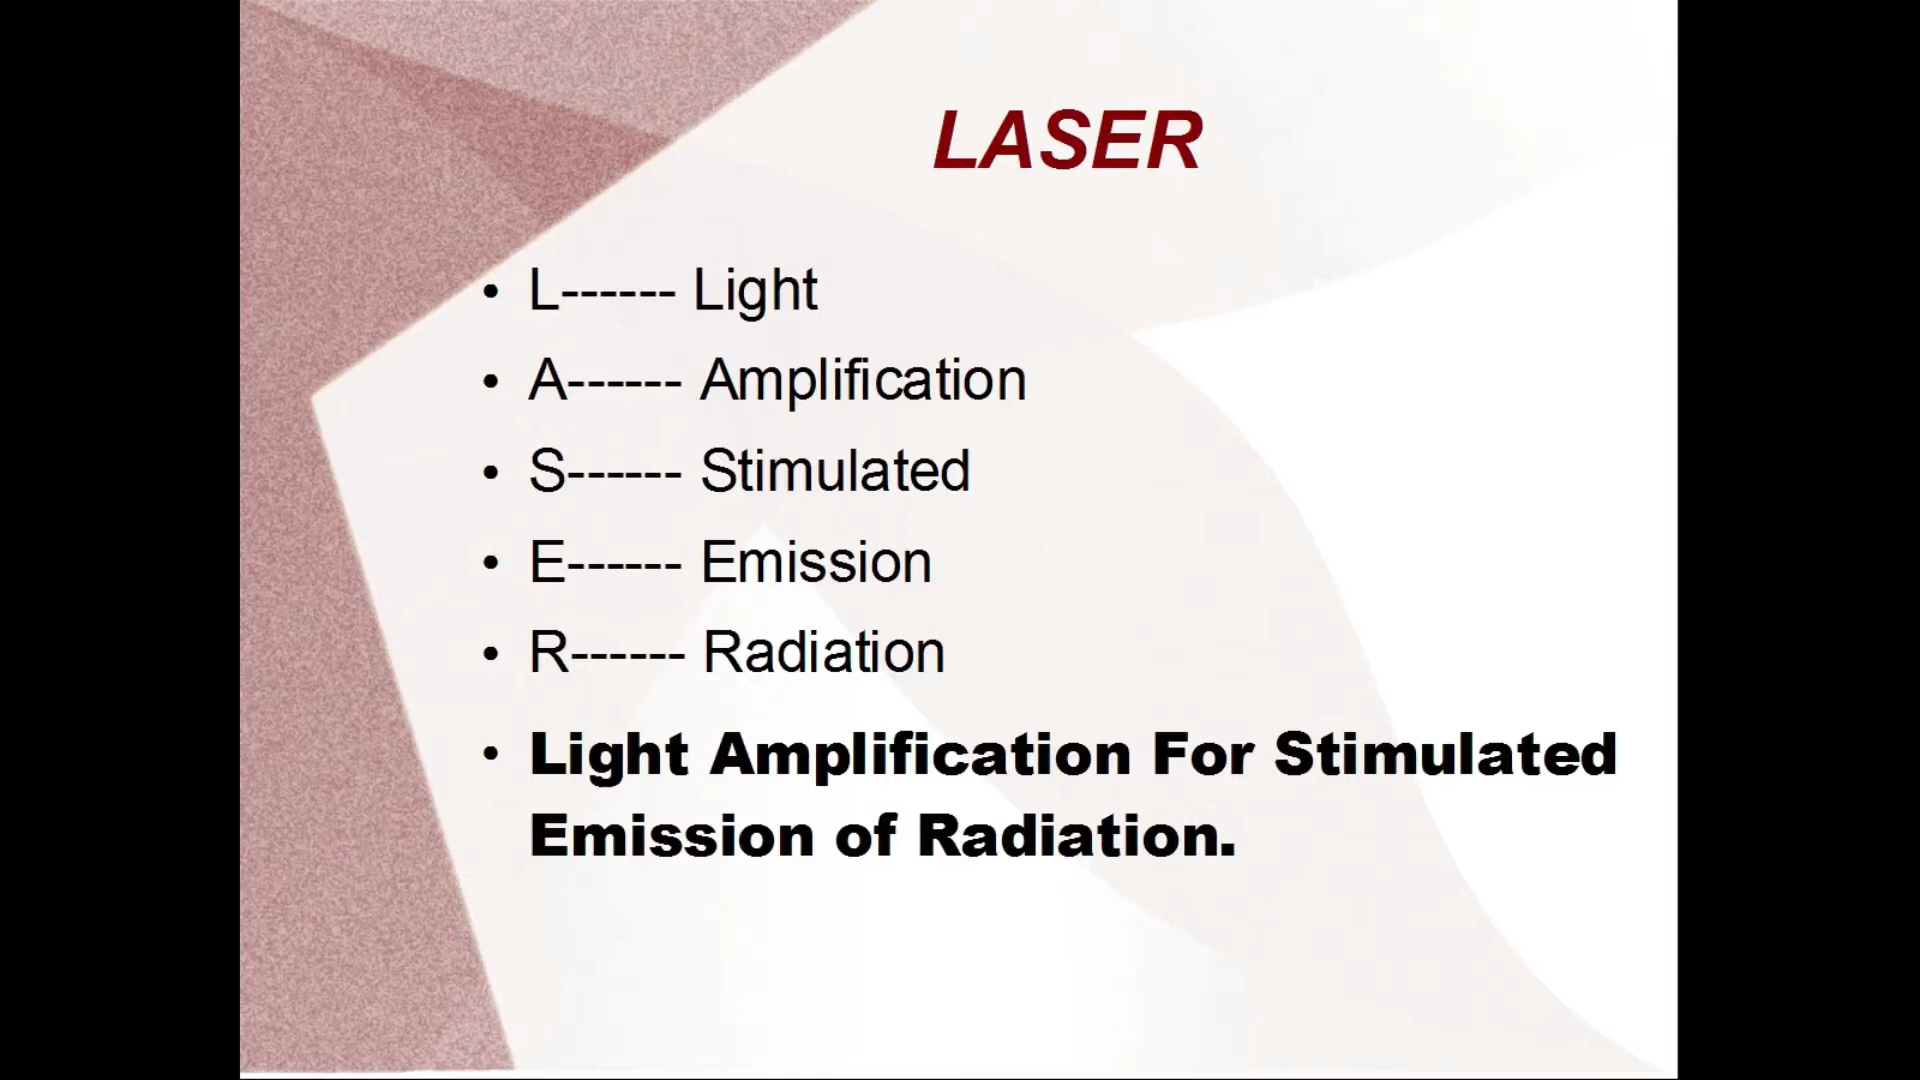 LASER
• L------ Light
• A------ Amplification
• S------ Stimulated
• E------ Emission
• R------ Radiation
• Light Amplification For Stimulated
Emission of Radiation.